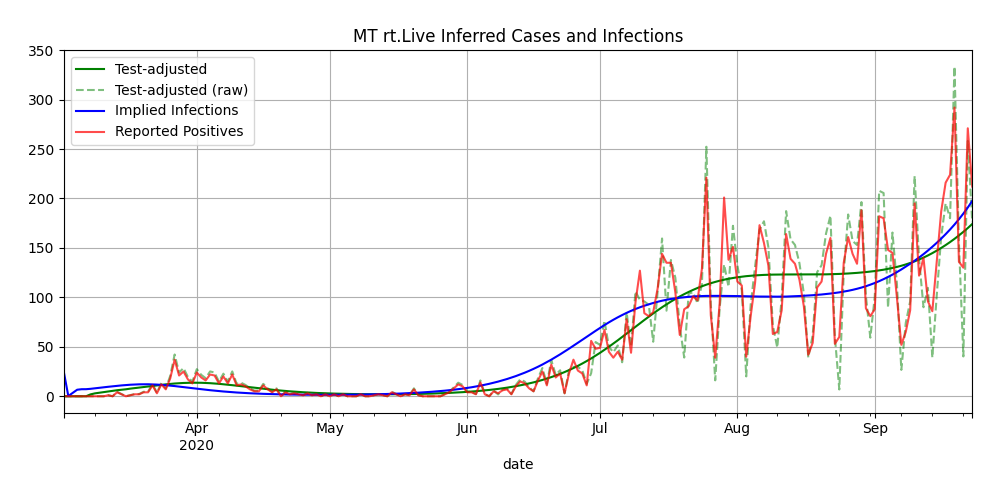 MT rt.Live Inferred Cases and Infections
350
300
250
200
150
100
50
0
Test-adjusted
Test-adjusted (raw)
Implied Infections
Reported Positives
Apr
2020
May
Jun
Jul
Aug
Sep
date